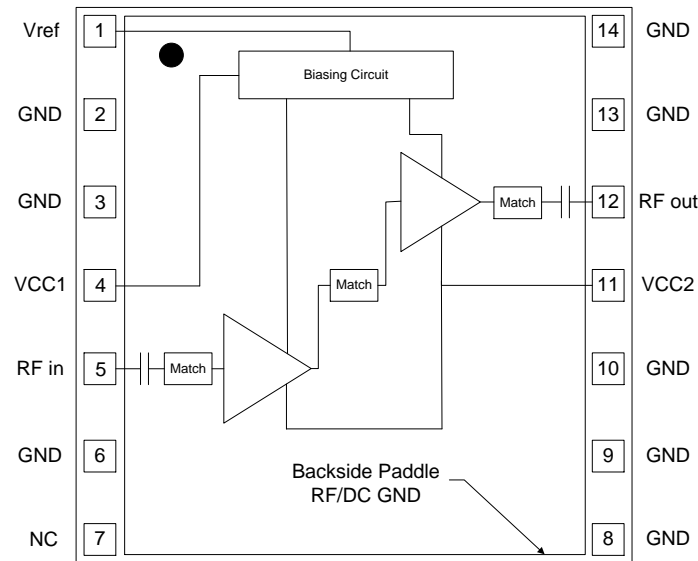 Vref 1
14 GND
Biasing Circuit
GND 2
13 GND
GND 3
Match
12 RF out
VCC1 4
Match
11 VCC2
RF in 5
Match
10 GND
GND 6
9 GND
Backside Paddle
RF/DC GND
NC 7
8 GND